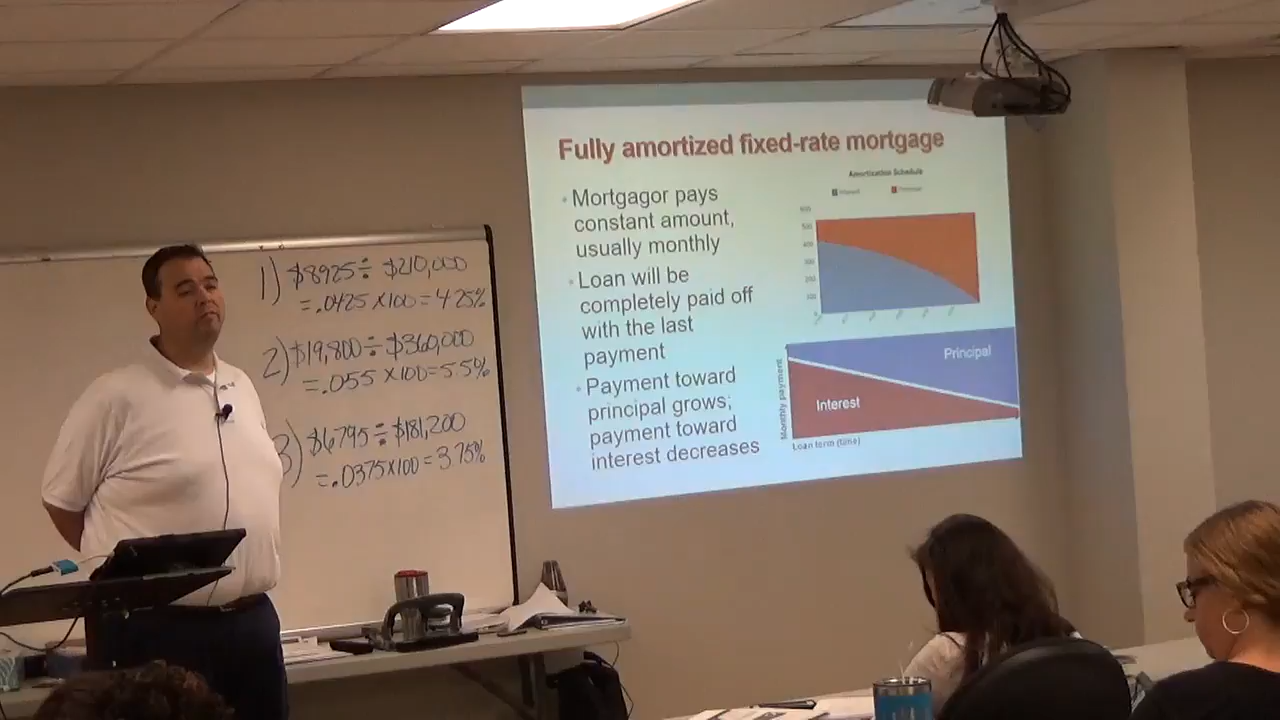 1) $8925 ÷ $210,000
= .0425 x100 = 4.25%
2) $19,800 ÷ $360,000
= .055 x100 = 5.5%
3) $6795 ÷ $181,200
= .0375x100 = 3.75%
Fully amortized fixed-rate mortgage
• Mortgagor pays
constant amount,
usually monthly
• Loan will be
completely paid off
with the last
payment
• Payment toward
principal grows;
payment toward
interest decreases
Amortization Schedule
Interest
Principal
Principal
Interest
Monthly payment
Loan term (time)